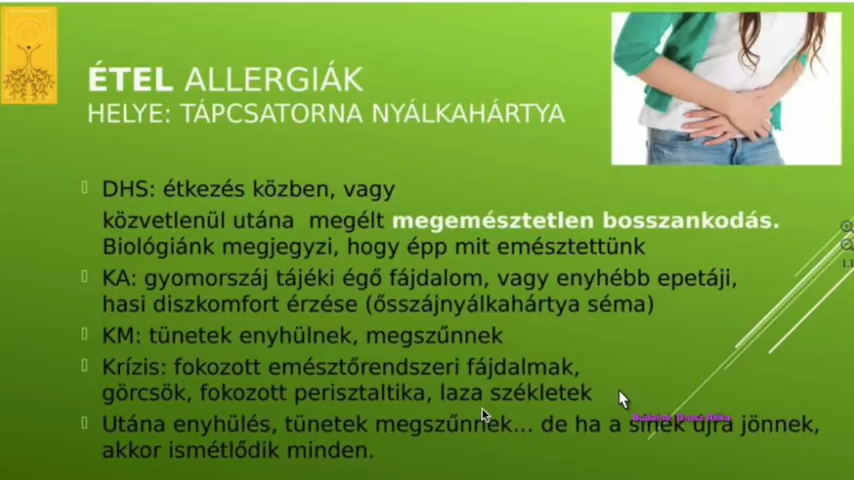 ÉTEL ALLERGIÁK
HELYE: TÁPCSATORNA NYÁLKAHÁRTYA
DHS: étkezés közben, vagy
közvetlenül utána megélt megemésztetlen bosszankodás.
Biológiánk megjegyzi, hogy épp mit emésztettünk
KA: gyomorszáj tájéki égő fájdalom, vagy enyhébb epetáji,
hasi diszkomfort érzése (ősszájnyálkahártya séma)
KM: tünetek enyhülnek, megszűnnek
Krízis: fokozott emésztőrendszeri fájdalmak,
görcsök, fokozott perisztaltika, laza székletek
Utána enyhülés, tünetek megszűnnek... de ha a sínek újra jönnek,
akkor ismétlődik minden.